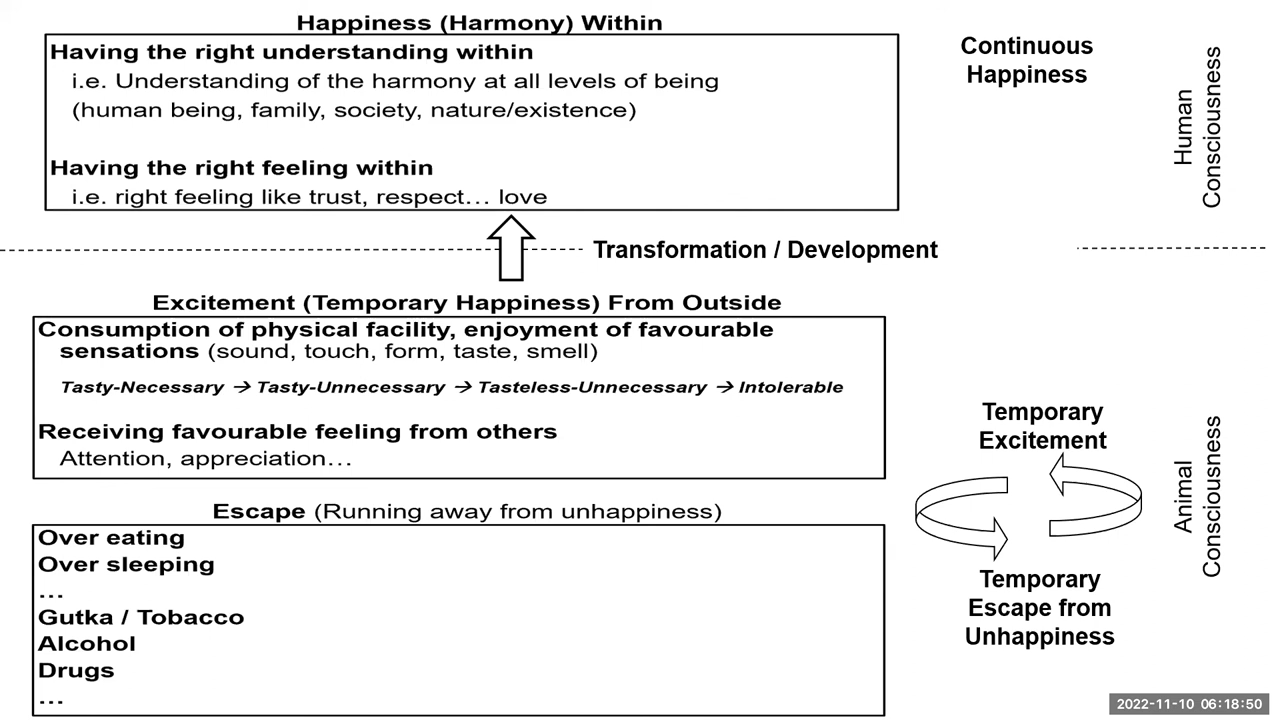 Happiness (Harmony) Within
Having the right understanding within
i.e. Understanding of the harmony at all levels of being
(human being, family, society, nature/existence)
Having the right feeling within
i.e. right feeling like trust, respect… love
Continuous
Happiness
Human
Consciousness
Transformation / Development
Excitement (Temporary Happiness) From Outside
Consumption of physical facility, enjoyment of favourable
sensations (sound, touch, form, taste, smell)
Tasty-Necessary → Tasty-Unnecessary → Tasteless-Unnecessary → Intolerable
Receiving favourable feeling from others
Attention, appreciation…
Escape (Running away from unhappiness)
Over eating
Over sleeping
…
Gutka / Tobacco
Alcohol
Drugs
…
Temporary
Excitement
Temporary
Escape from
Unhappiness
Animal
Consciousness
2022-11-10 06:18:50